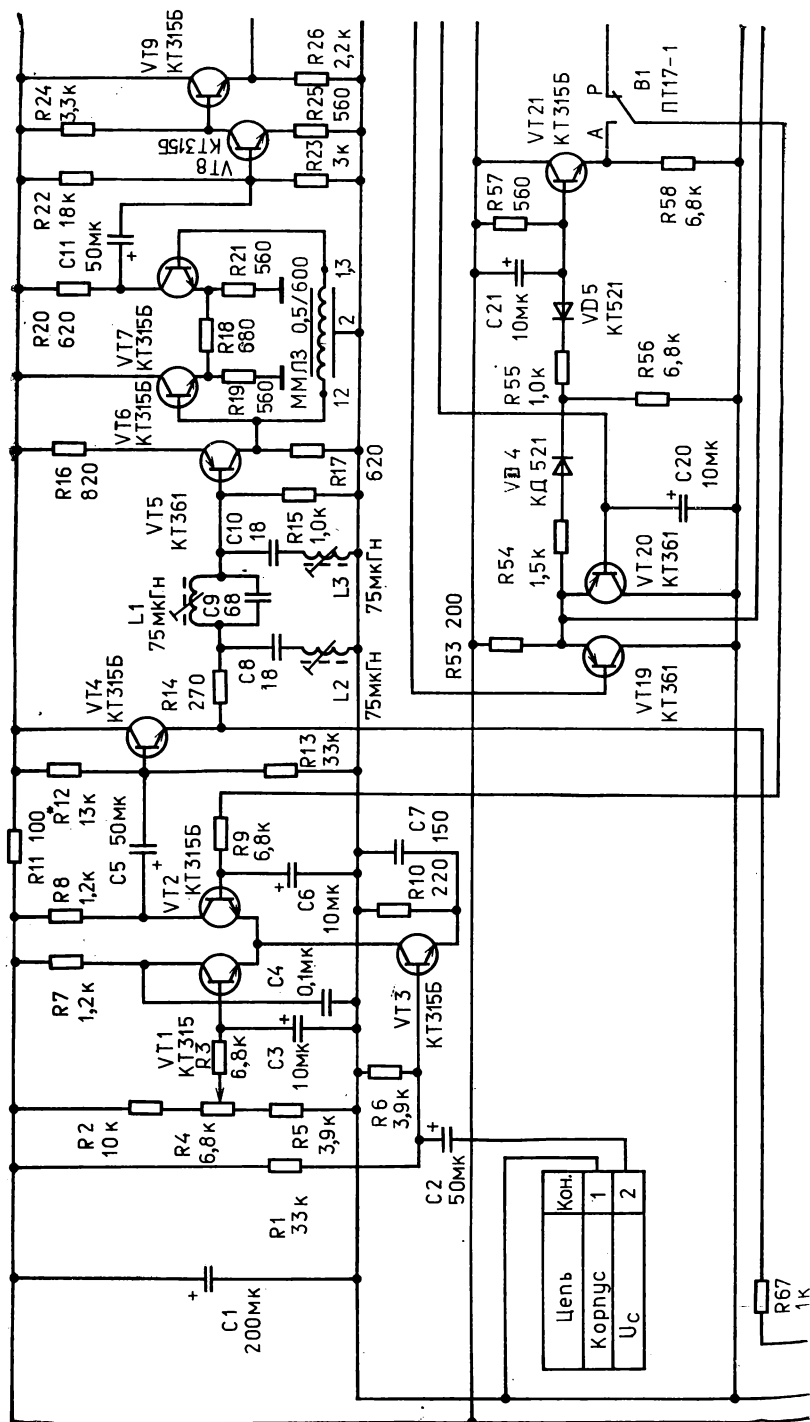 C1
200мк
R1
33к
R2
10к
R4
6,8к
R5
3,9к
R6
3,9к
C2
50мк
Цепь
Кон.
Корпус
1
Uc
2
R67
1к
R7
1,2к
VT1
КТ315
R3
6,8к
C3
10мк
C4
0,1мк
VT3
КТ315Б
R8
1,2к
R11 100*
C5 50мк
VT2
КТ315Б
R9
6,8к
C6
10мк
R10
220
C7
150
R12
13к
R13
33к
VT4
КТ315Б
R14
270
C8
18
L2
75мкГн
L1
75мкГн
C9
68
C10
18
L3
75мкГн
VT5
КТ361
R15
1,0к
R16
820
R17
620
VT6
КТ315Б
R19
560
VT7
КТ315Б
R18
680
R20
620
R21
560
ММЛЗ 0,5/600
12
2
1,3
C11
50мк
R22
18к
R23
3к
VT8
КТ315Б
R24
3,3к
R25
560
VT9
КТ315Б
R26
2,2к
R53 200
VT19
КТ361
R54
1,5к
VT20
КТ361
VD4
КД521
C20
10мк
R55
1,0к
R56
6,8к
VD5
КТ521
C21
10мк
R57
560
VT21
КТ315Б
R58
6,8к
А
Р
В1
ПТ17-1